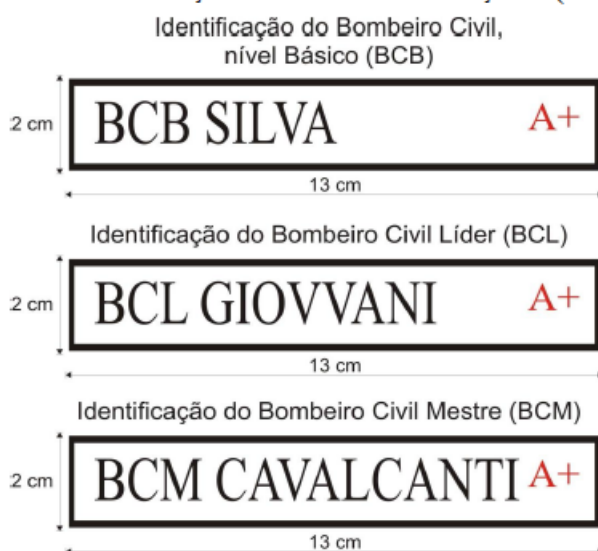 Identificação do Bombeiro Civil,
nível Básico (BCB)
2 cm
BCB SILVA A+
13 cm
Identificação do Bombeiro Civil Líder (BCL)
2 cm
BCL GIOVVANI A+
13 cm
Identificação do Bombeiro Civil Mestre (BCM)
2 cm
BCM CAVALCANTI A+
13 cm